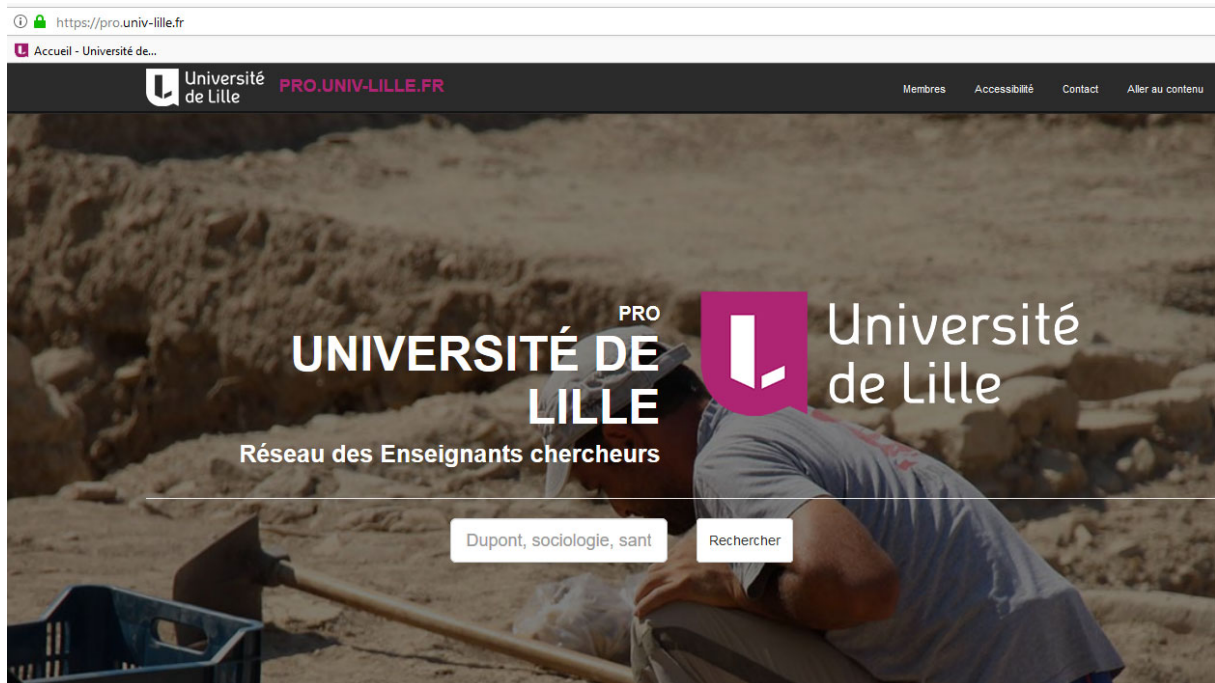 https://pro.univ-lille.fr
Accueil - Université de...
Université
de Lille
PRO.UNIV-LILLE.FR
Membres
Accessibilité
Contact
Aller au contenu
PRO
UNIVERSITÉ DE
LILLE
Réseau des Enseignants chercheurs
Université
de Lille
Dupont, sociologie, sant
Rechercher